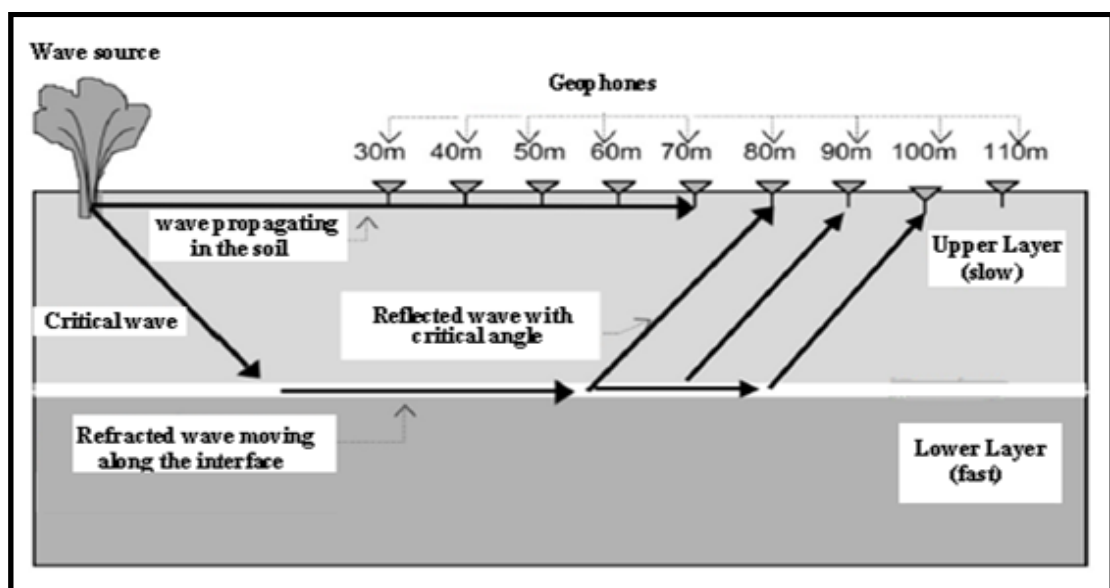 Wave source
Geophones
30m 40m 50m 60m 70m 80m 90m 100m 110m
wave propagating
in the soil
Upper Layer
(slow)
Critical wave
Reflected wave with
critical angle
Refracted wave moving
along the interface
Lower Layer
(fast)